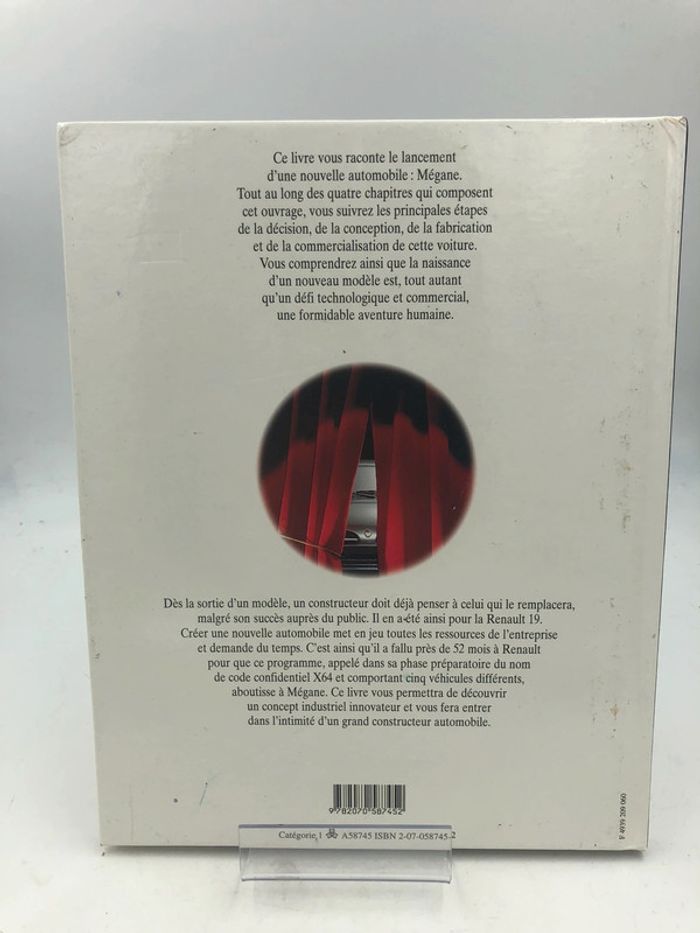 Ce livre vous raconte le lancement
d'une nouvelle automobile : Mégane.
Tout au long des quatre chapitres qui composent
cet ouvrage, vous suivrez les principales étapes
de la décision, de la conception, de la fabrication
et de la commercialisation de cette voiture.
Vous comprendrez ainsi que la naissance
d'un nouveau modèle est, tout autant
qu'un défi technologique et commercial,
une formidable aventure humaine.
Dès la sortie d'un modèle, un constructeur doit déjà penser à celui qui le remplacera,
malgré son succès auprès du public. Il en a été ainsi pour la Renault 19.
Créer une nouvelle automobile met en jeu toutes les ressources de l'entreprise
et demande du temps. C'est ainsi qu'il a fallu près de 52 mois à Renault
pour que ce programme, appelé dans sa phase préparatoire du nom
de code confidentiel X64 et comportant cinq véhicules différents,
aboutisse à Mégane. Ce livre vous permettra de découvrir
un concept industriel innovateur et vous fera entrer
dans l'intimité d'un grand constructeur automobile.
9 782070 587452
Catégorie 1 A58745 ISBN 2-07-058745-2
F 4939 209 060